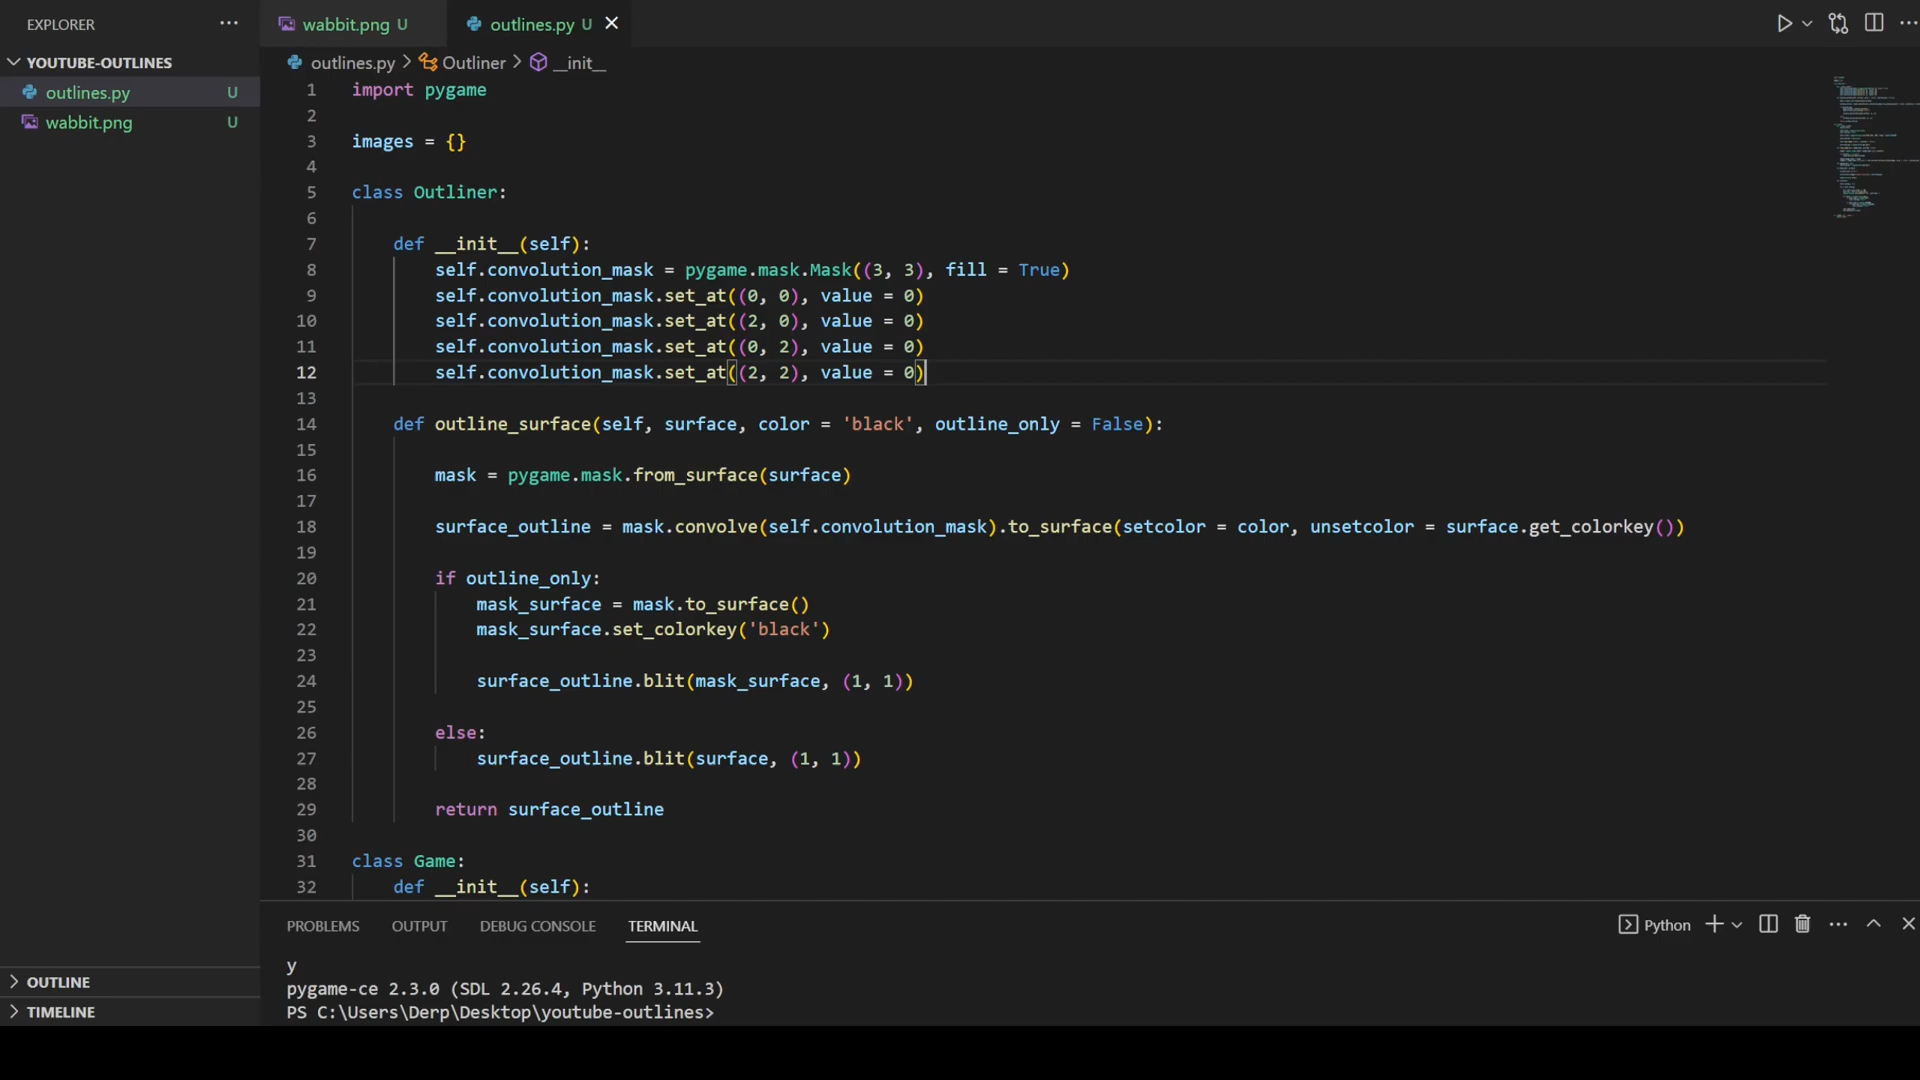 EXPLORER
YOUTUBE-OUTLINES
outlines.py U
wabbit.png U
OUTLINE
TIMELINE
wabbit.png U
outlines.py U
outlines.py > Outliner > __init__
1 import pygame
2
3 images = {}
4
5 class Outliner:
6
7 def __init__(self):
8 self.convolution_mask = pygame.mask.Mask((3, 3), fill = True)
9 self.convolution_mask.set_at((0, 0), value = 0)
10 self.convolution_mask.set_at((2, 0), value = 0)
11 self.convolution_mask.set_at((0, 2), value = 0)
12 self.convolution_mask.set_at((2, 2), value = 0)
13
14 def outline_surface(self, surface, color = 'black', outline_only = False):
15
16 mask = pygame.mask.from_surface(surface)
17
18 surface_outline = mask.convolve(self.convolution_mask).to_surface(setcolor = color, unsetcolor = surface.get_colorkey())
19
20 if outline_only:
21 mask_surface = mask.to_surface()
22 mask_surface.set_colorkey('black')
23
24 surface_outline.blit(mask_surface, (1, 1))
25
26 else:
27 surface_outline.blit(surface, (1, 1))
28
29 return surface_outline
30
31 class Game:
32 def __init__(self):
PROBLEMS OUTPUT DEBUG CONSOLE TERMINAL
Python
y
pygame-ce 2.3.0 (SDL 2.26.4, Python 3.11.3)
PS C:\Users\Derp\Desktop\youtube-outlines>